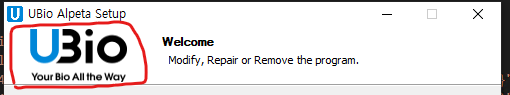 UBio Alpeta Setup
UBio
Your Bio All the Way
Welcome
Modify, Repair or Remove the program.